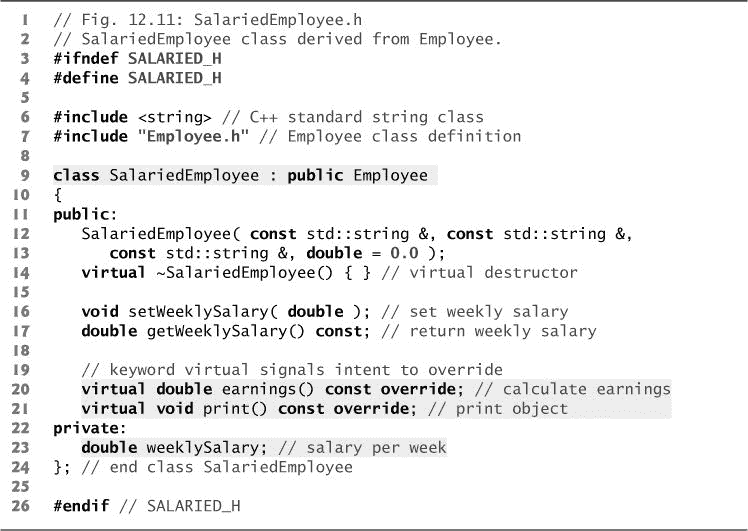 1 // Fig. 12.11: SalariedEmployee.h
2 // SalariedEmployee class derived from Employee.
3 #ifndef SALARIED_H
4 #define SALARIED_H
5
6 #include <string> // C++ standard string class
7 #include "Employee.h" // Employee class definition
8
9 class SalariedEmployee : public Employee
10 {
11 public:
12    SalariedEmployee( const std::string &, const std::string &,
13       const std::string &, double = 0.0 );
14    virtual ~SalariedEmployee() { } // virtual destructor
15
16    void setWeeklySalary( double ); // set weekly salary
17    double getWeeklySalary() const; // return weekly salary
18
19    // keyword virtual signals intent to override
20    virtual double earnings() const override; // calculate earnings
21    virtual void print() const override; // print object
22 private:
23    double weeklySalary; // salary per week
24 }; // end class SalariedEmployee
25
26 #endif // SALARIED_H